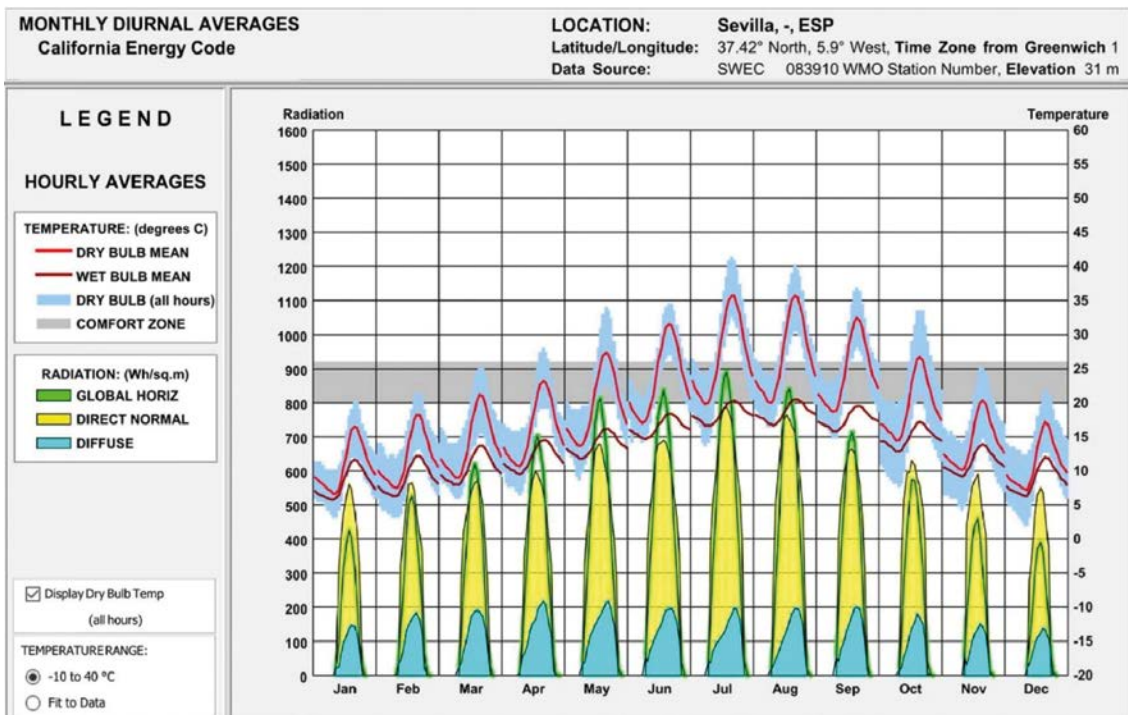 MONTHLY DIURNAL AVERAGES
California Energy Code
LOCATION: Sevilla, -, ESP
Latitude/Longitude: 37.42° North, 5.9° West, Time Zone from Greenwich 1
Data Source: SWEC 083910 WMO Station Number, Elevation 31 m
LEGEND
HOURLY AVERAGES
TEMPERATURE: (degrees C)
DRY BULB MEAN
WET BULB MEAN
DRY BULB (all hours)
COMFORT ZONE
RADIATION: (Wh/sq.m)
GLOBAL HORIZ
DIRECT NORMAL
DIFFUSE
Display Dry Bulb Temp
(all hours)
TEMPERATURE RANGE:
-10 to 40 °C
Fit to Data
Radiation Temperature
1600 60
1500 55
1400 50
1300 45
1200 40
1100 35
1000 30
900 25
800 20
700 15
600 10
500 5
400 0
300 -5
200 -10
100 -15
0 -20
Jan Feb Mar Apr May Jun Jul Aug Sep Oct Nov Dec